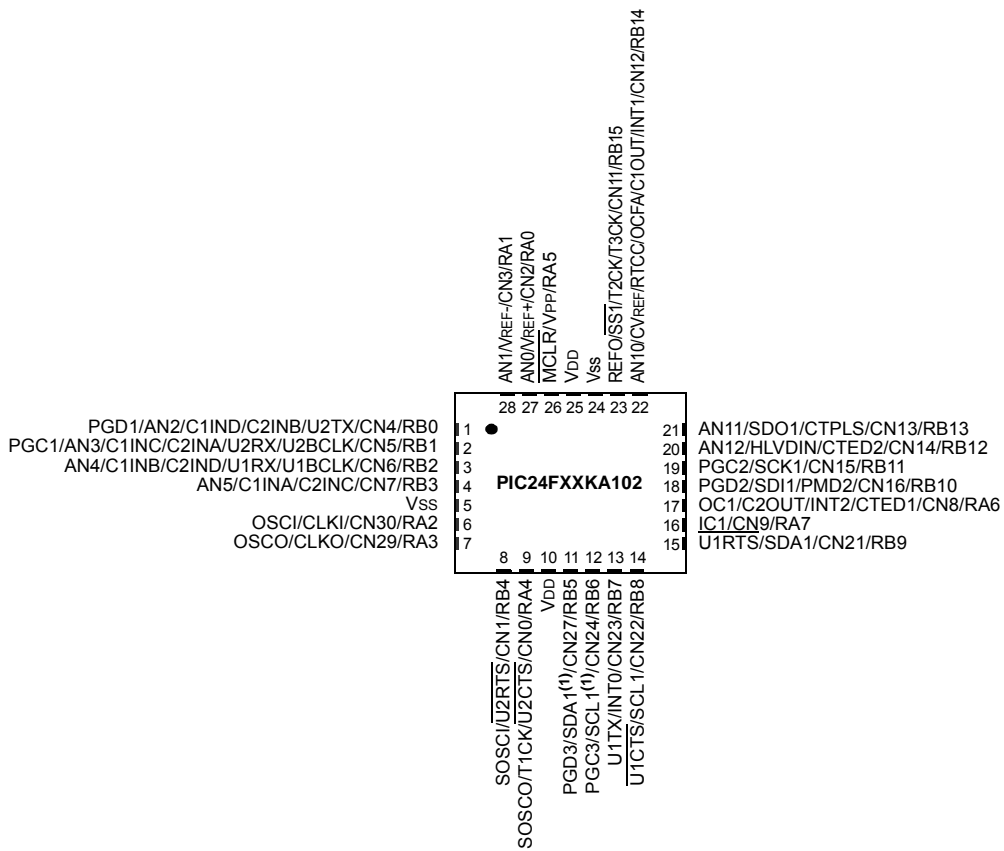 AN1/VREF-/CN3/RA1
AN0/VREF+/CN2/RA0
MCLR/VPP/RA5
VDD
Vss
REFO/SS1/T2CK/T3CK/CN11/RB15
AN10/CVREF/RTCC/OCFA/C1OUT/INT1/CN12/RB14
28 27 26 25 24 23 22
PGD1/AN2/C1IND/C2INB/U2TX/CN4/RB0 1 21 AN11/SDO1/CTPLS/CN13/RB13
PGC1/AN3/C1INC/C2INA/U2RX/U2BCLK/CN5/RB1 2 20 AN12/HLVDIN/CTED2/CN14/RB12
AN4/C1INB/C2IND/U1RX/U1BCLK/CN6/RB2 3 19 PGC2/SCK1/CN15/RB11
AN5/C1INA/C2INC/CN7/RB3 4 PIC24FXXKA102 18 PGD2/SDI1/PMD2/CN16/RB10
Vss 5 17 OC1/C2OUT/INT2/CTED1/CN8/RA6
OSCI/CLKI/CN30/RA2 6 16 IC1/CN9/RA7
OSCO/CLKO/CN29/RA3 7 15 U1RTS/SDA1/CN21/RB9
8 9 10 11 12 13 14
SOSCI/U2RTS/CN1/RB4
SOSCO/T1CK/U2CTS/CN0/RA4
VDD
PGD3/SDA1(1)/CN27/RB5
PGC3/SCL1(1)/CN24/RB6
U1TX/INT0/CN23/RB7
U1CTS/SCL1/CN22/RB8